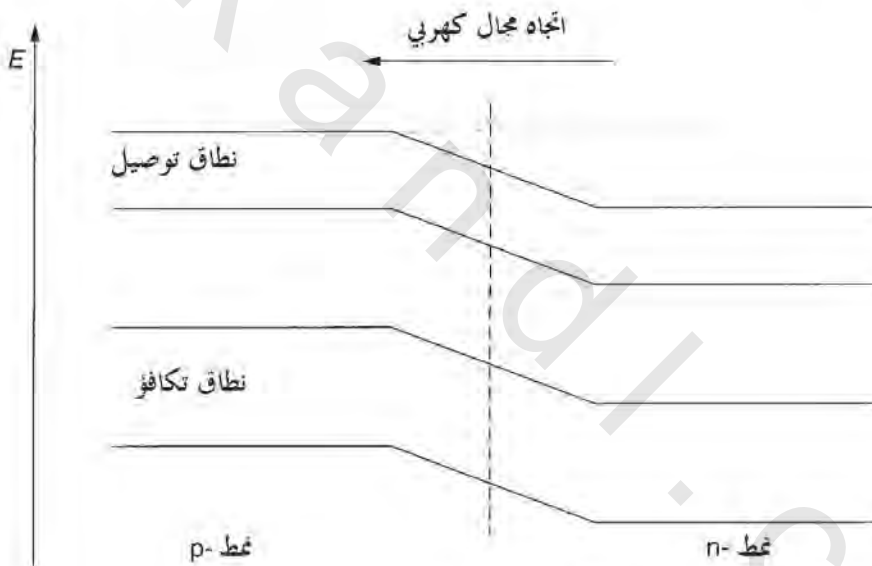 اتجاه مجال كهربي
E
نطاق توصيل
نطاق تكافؤ
نمط -p
نمط -n